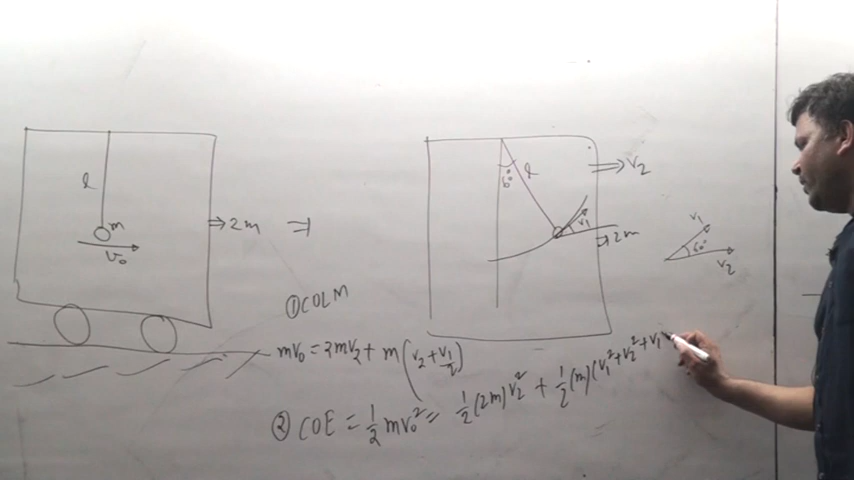 l
m
v₀
⇒ 2m ⇒
l
60°
v₁
⇒ v₂
⇒ 2m
v₁
60°
v₂
① COLM
mv₀ = 2mv₂ + m(v₂ + v₁/2)
② COE = 1/2 mv₀² = 1/2 (2m) v₂² + 1/2 (m) (v₁² + v₂² + v₁